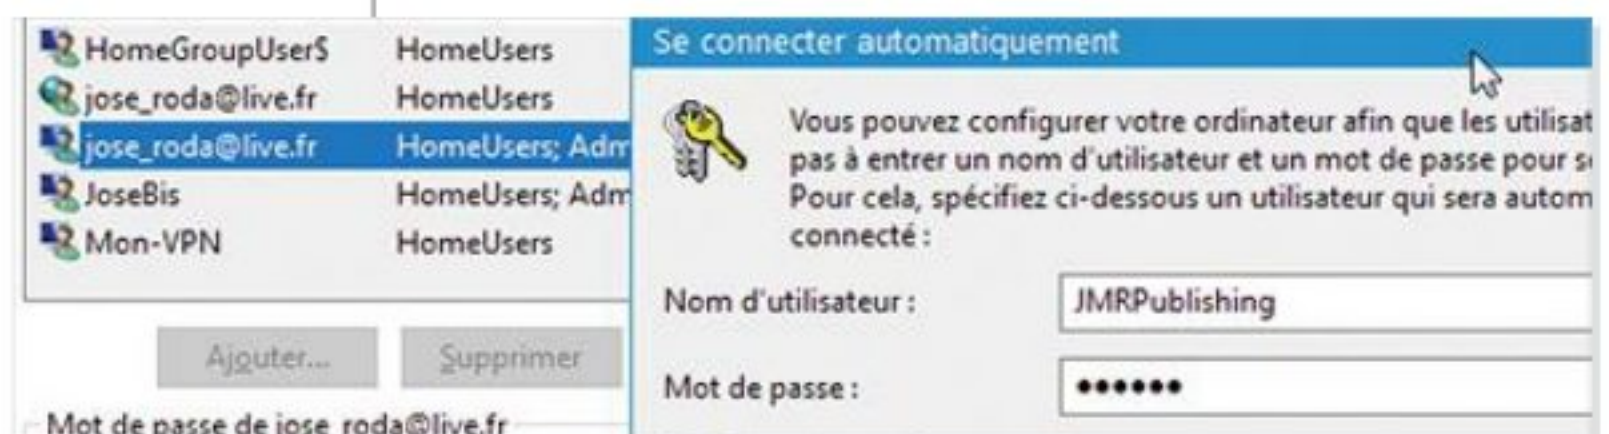 HomeGroupUser$ HomeUsers
jose_roda@live.fr HomeUsers
jose_roda@live.fr HomeUsers; Adm
JoseBis HomeUsers; Adm
Mon-VPN HomeUsers
Ajouter... Supprimer
Mot de passe de jose_roda@live.fr
Se connecter automatiquement
Vous pouvez configurer votre ordinateur afin que les utilisat
pas à entrer un nom d'utilisateur et un mot de passe pour s
Pour cela, spécifiez ci-dessous un utilisateur qui sera autom
connecté :
Nom d'utilisateur : JMRPublishing
Mot de passe : ••••••